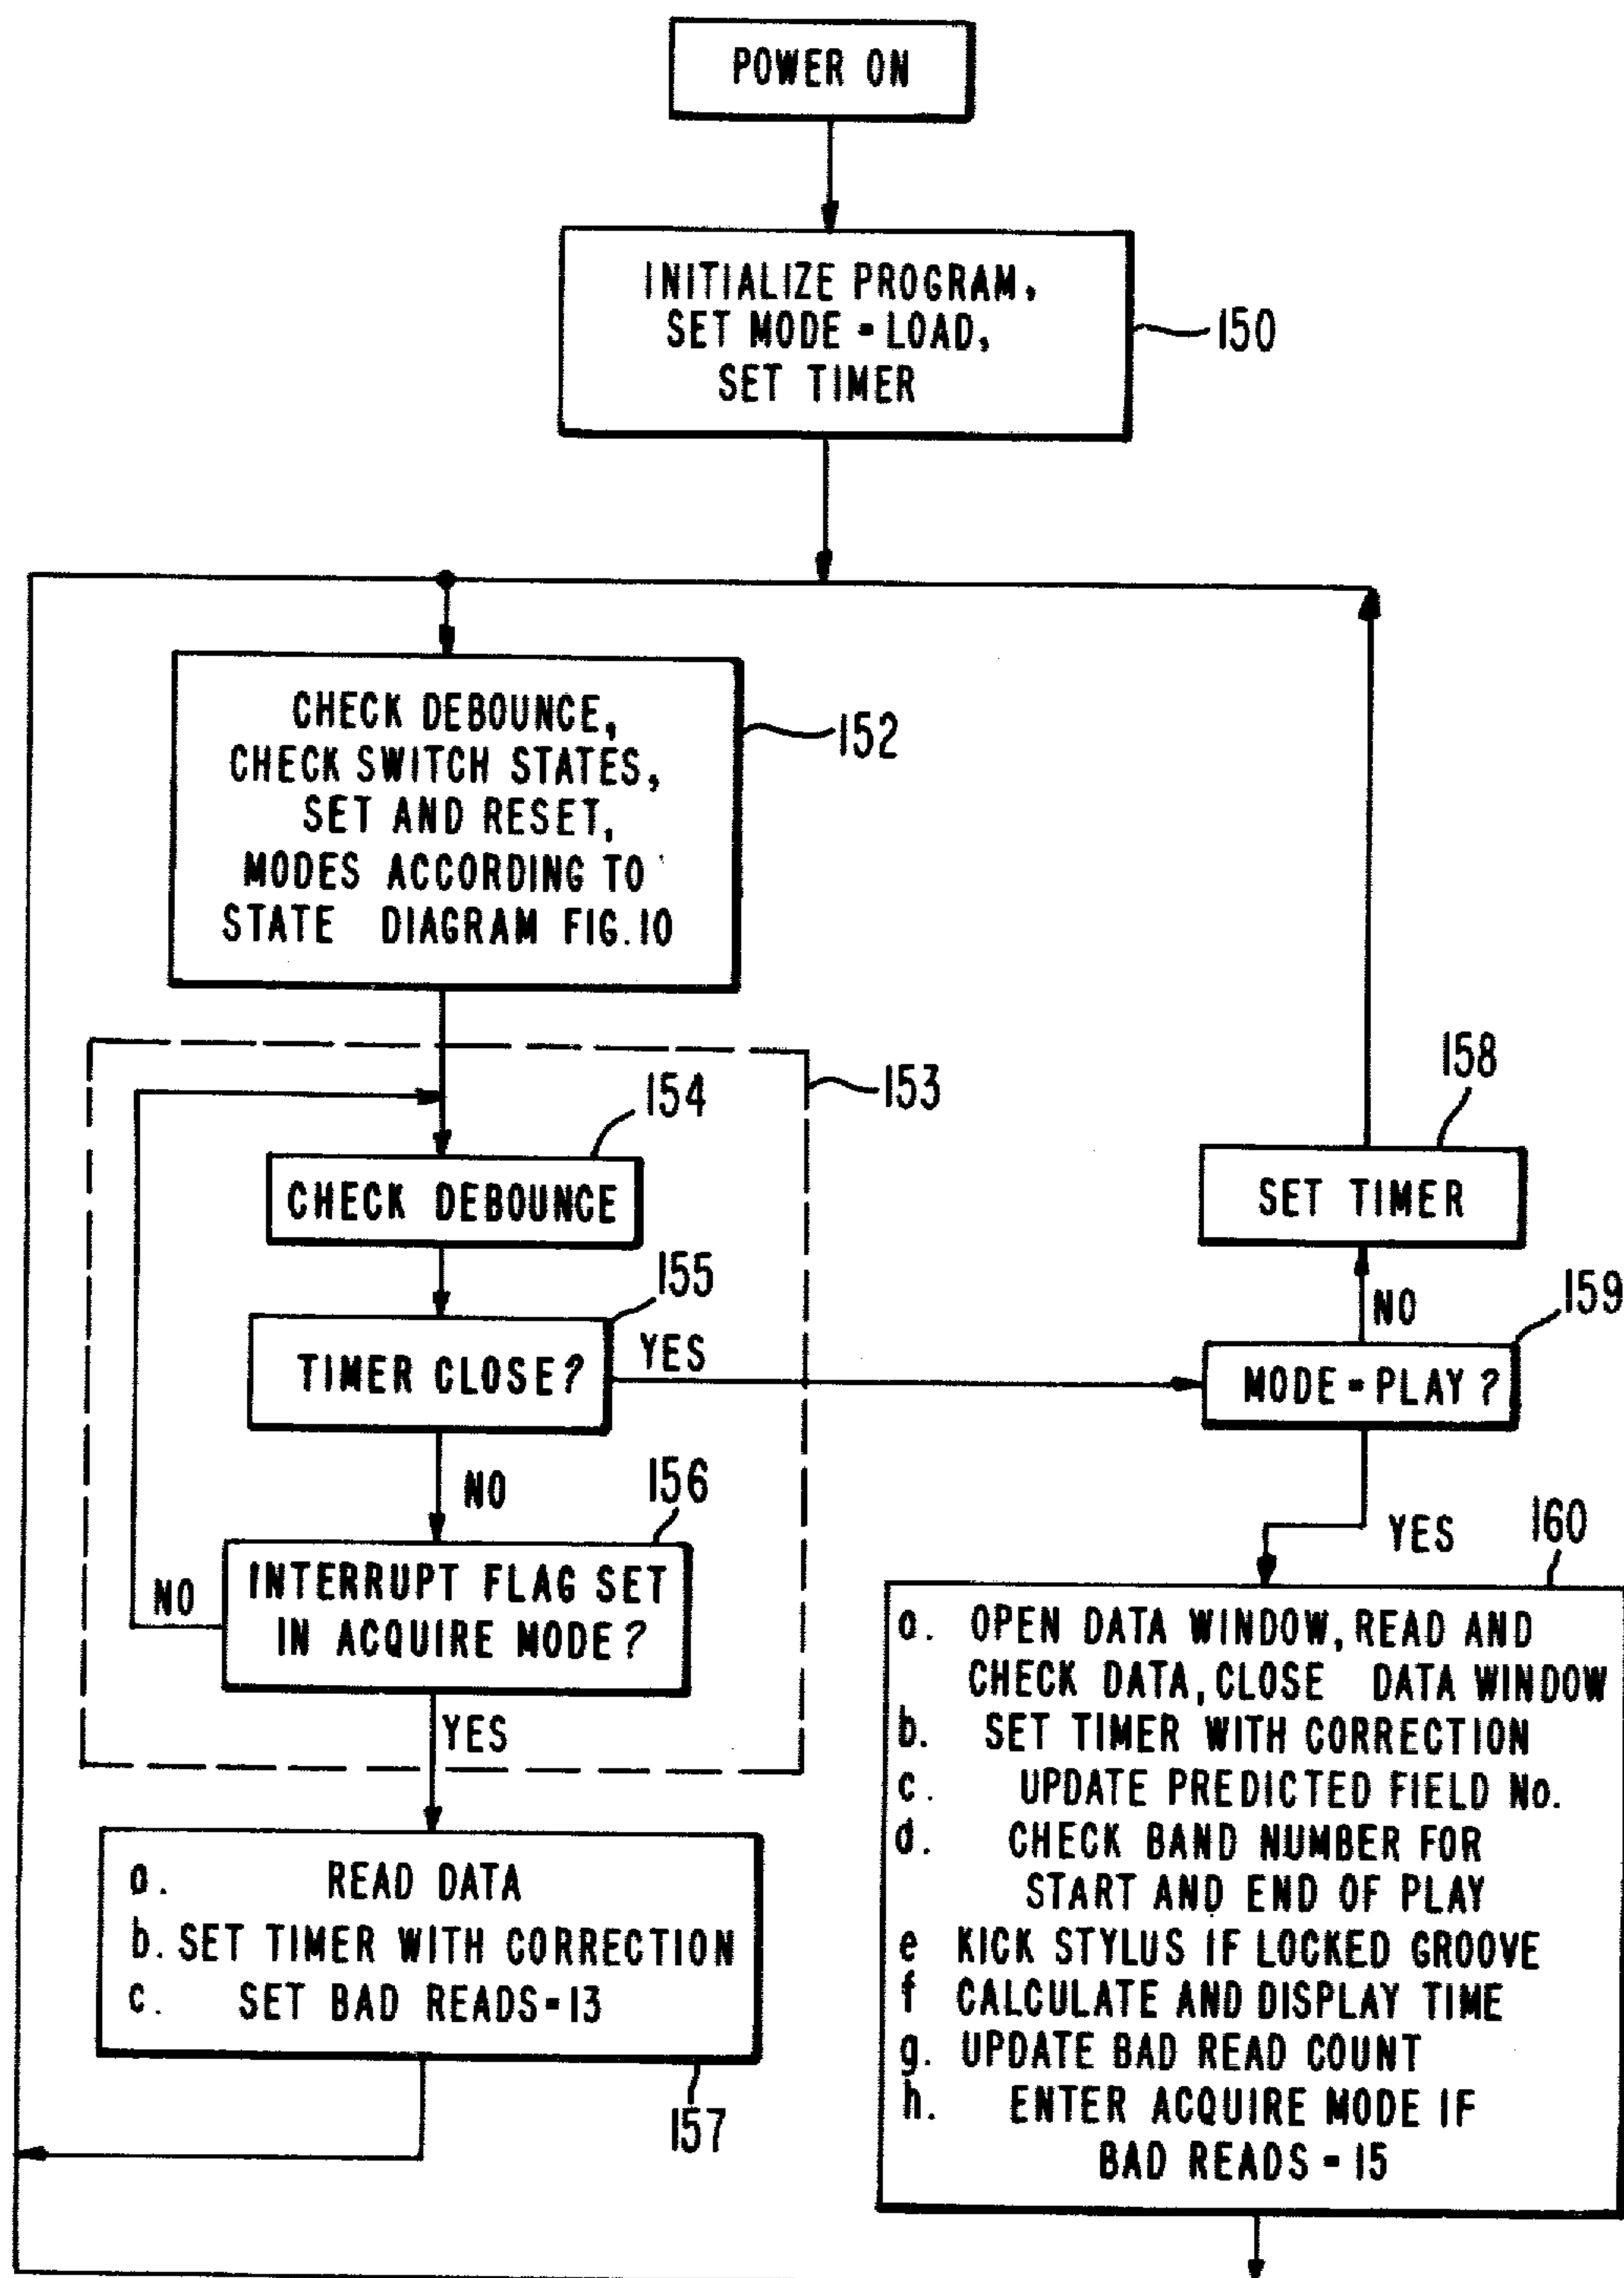 POWER ON
INITIALIZE PROGRAM,
SET MODE = LOAD,
SET TIMER
150
CHECK DEBOUNCE,
CHECK SWITCH STATES,
SET AND RESET,
MODES ACCORDING TO
STATE DIAGRAM FIG. 10
152
153
154
CHECK DEBOUNCE
155
TIMER CLOSE?
YES
NO
156
INTERRUPT FLAG SET
IN ACQUIRE MODE?
NO
YES
a. READ DATA
b. SET TIMER WITH CORRECTION
c. SET BAD READS=13
157
158
SET TIMER
NO
159
MODE=PLAY?
YES
160
a. OPEN DATA WINDOW, READ AND
CHECK DATA, CLOSE DATA WINDOW
b. SET TIMER WITH CORRECTION
c. UPDATE PREDICTED FIELD No.
d. CHECK BAND NUMBER FOR
START AND END OF PLAY
e KICK STYLUS IF LOCKED GROOVE
f CALCULATE AND DISPLAY TIME
g. UPDATE BAD READ COUNT
h. ENTER ACQUIRE MODE IF
BAD READS = 15